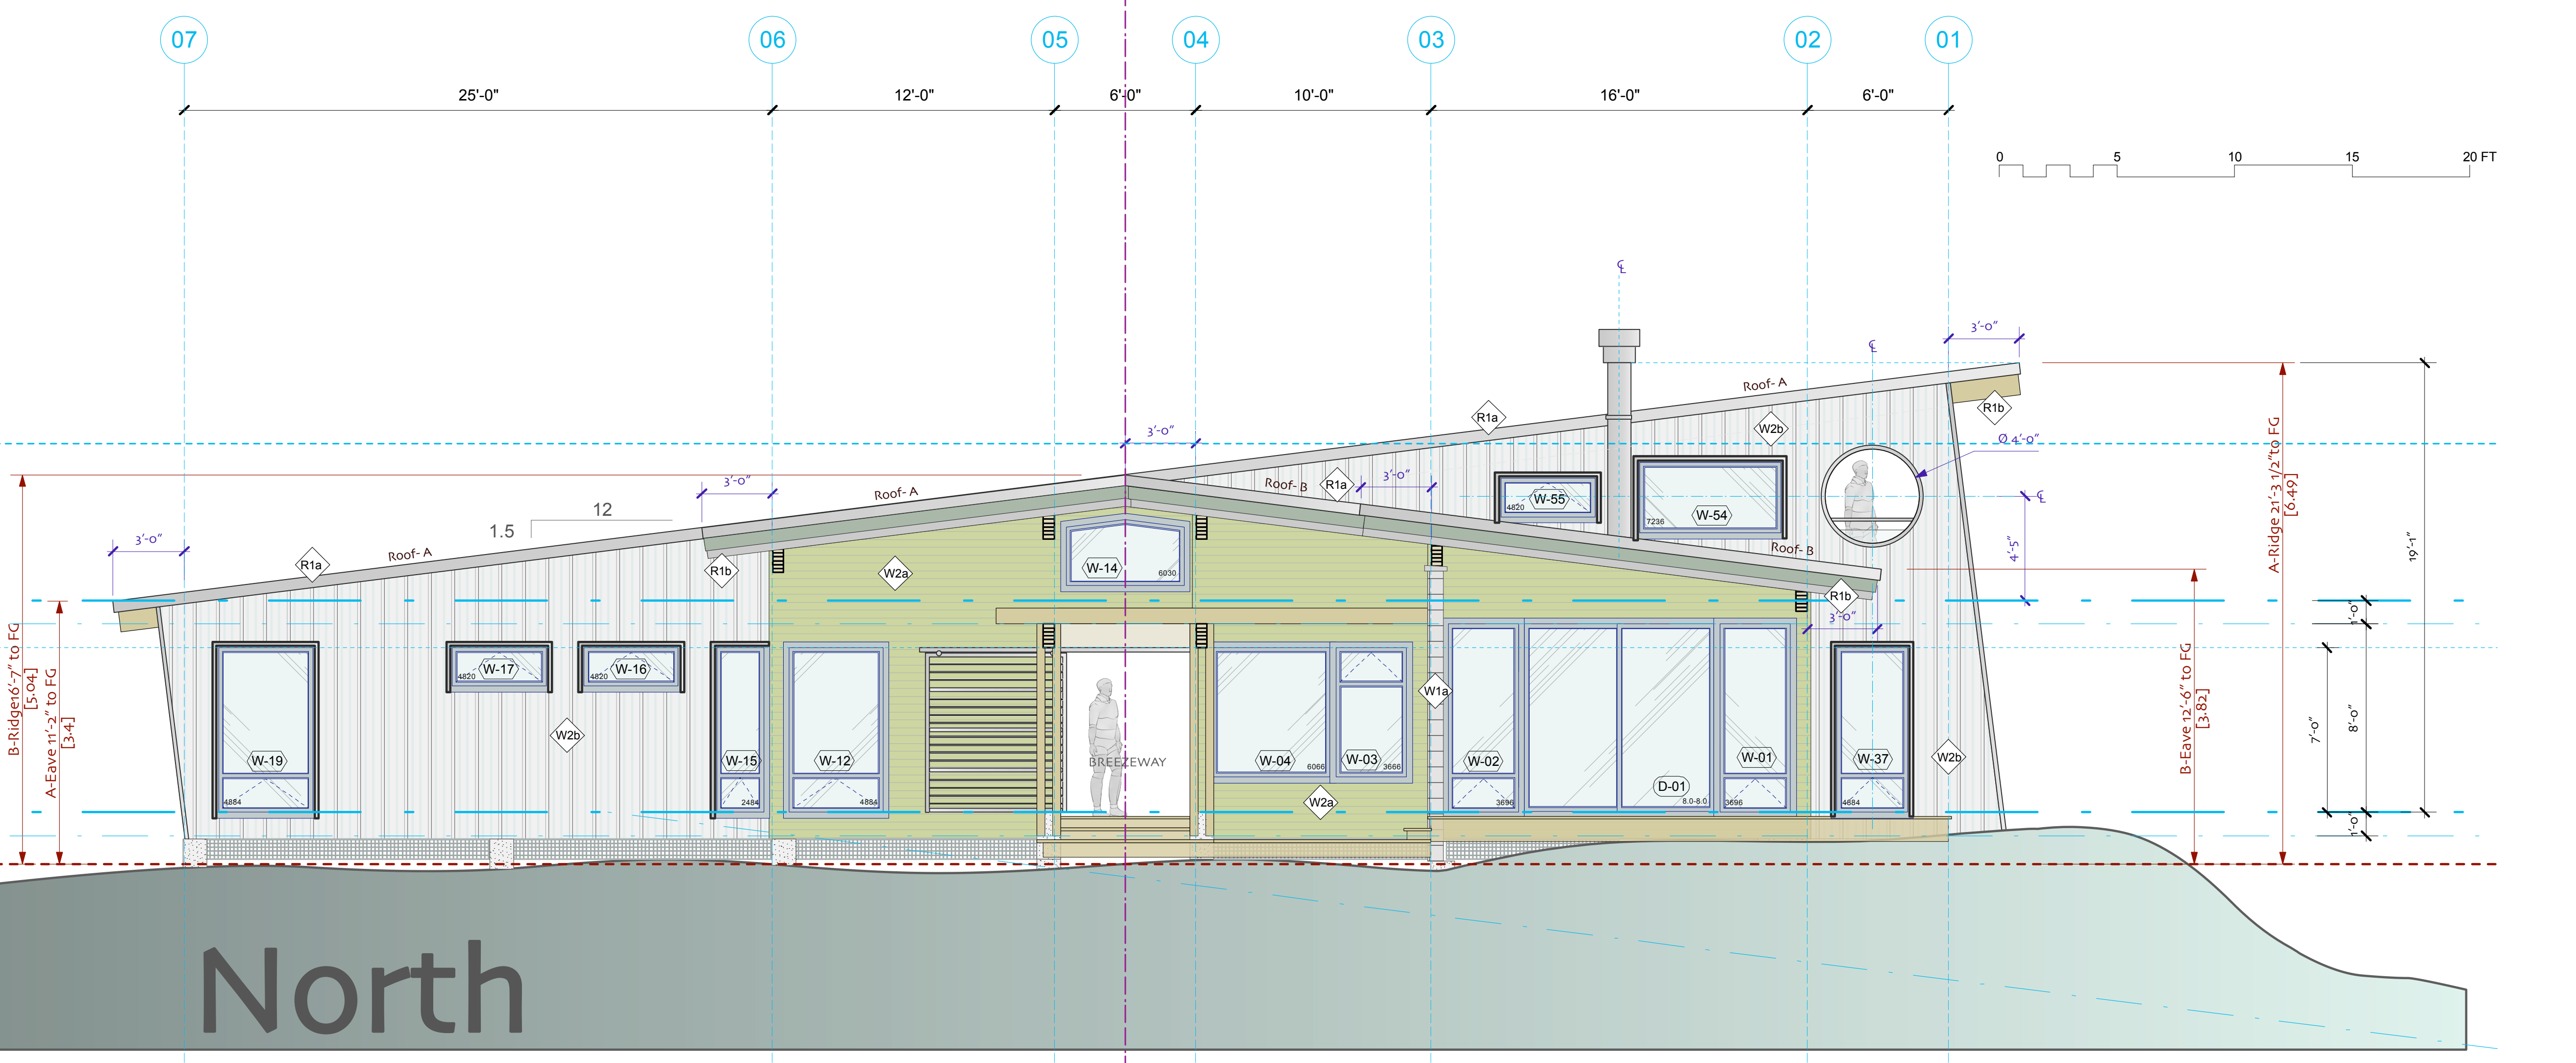 07 06 05 04 03 02 01
25'-0" 12'-0" 6'-0" 10'-0" 16'-0" 6'-0"
0 5 10 15 20 FT
℄
3'-0"
℄
Roof- A
R1a
R1b
W2b
3'-0"
Ø 4'-0"
3'-0"
Roof- B
R1a
3'-0"
Roof- A
W-55
4820
W-54
7236
℄
12
1.5
3'-0"
Roof- A
R1a
R1b
W2a
W-14
6030
Roof- B
R1b
3'-0"
4'-5"
3'-0"
W-17
4820
W-16
4820
W1a
W2b
W-19
4884
W-15
2484
W-12
4884
BREEZEWAY
W-04
6066
W-03
3666
W2a
W-02
3696
D-01
8.0-8.0
W-01
3696
W-37
4884
W2b
B-Ridge16'-7" to FG
[5.04]
A-Eave 11'-2" to FG
[3.4]
B-Eave 12'-6" to FG
[3.82]
A-Ridge 21'-3 1/2"to FG
[6.49]
7'-0"
1'-0"
8'-0"
1'-0"
19'-1"
North